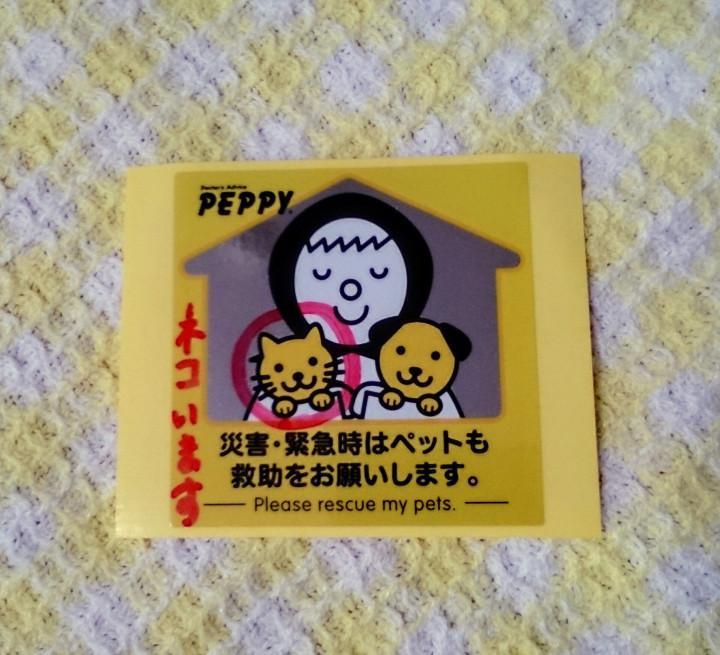 Doctor's Advice
PEPPY
ネコいます
災害・緊急時はペットも
救助をお願いします。
Please rescue my pets.